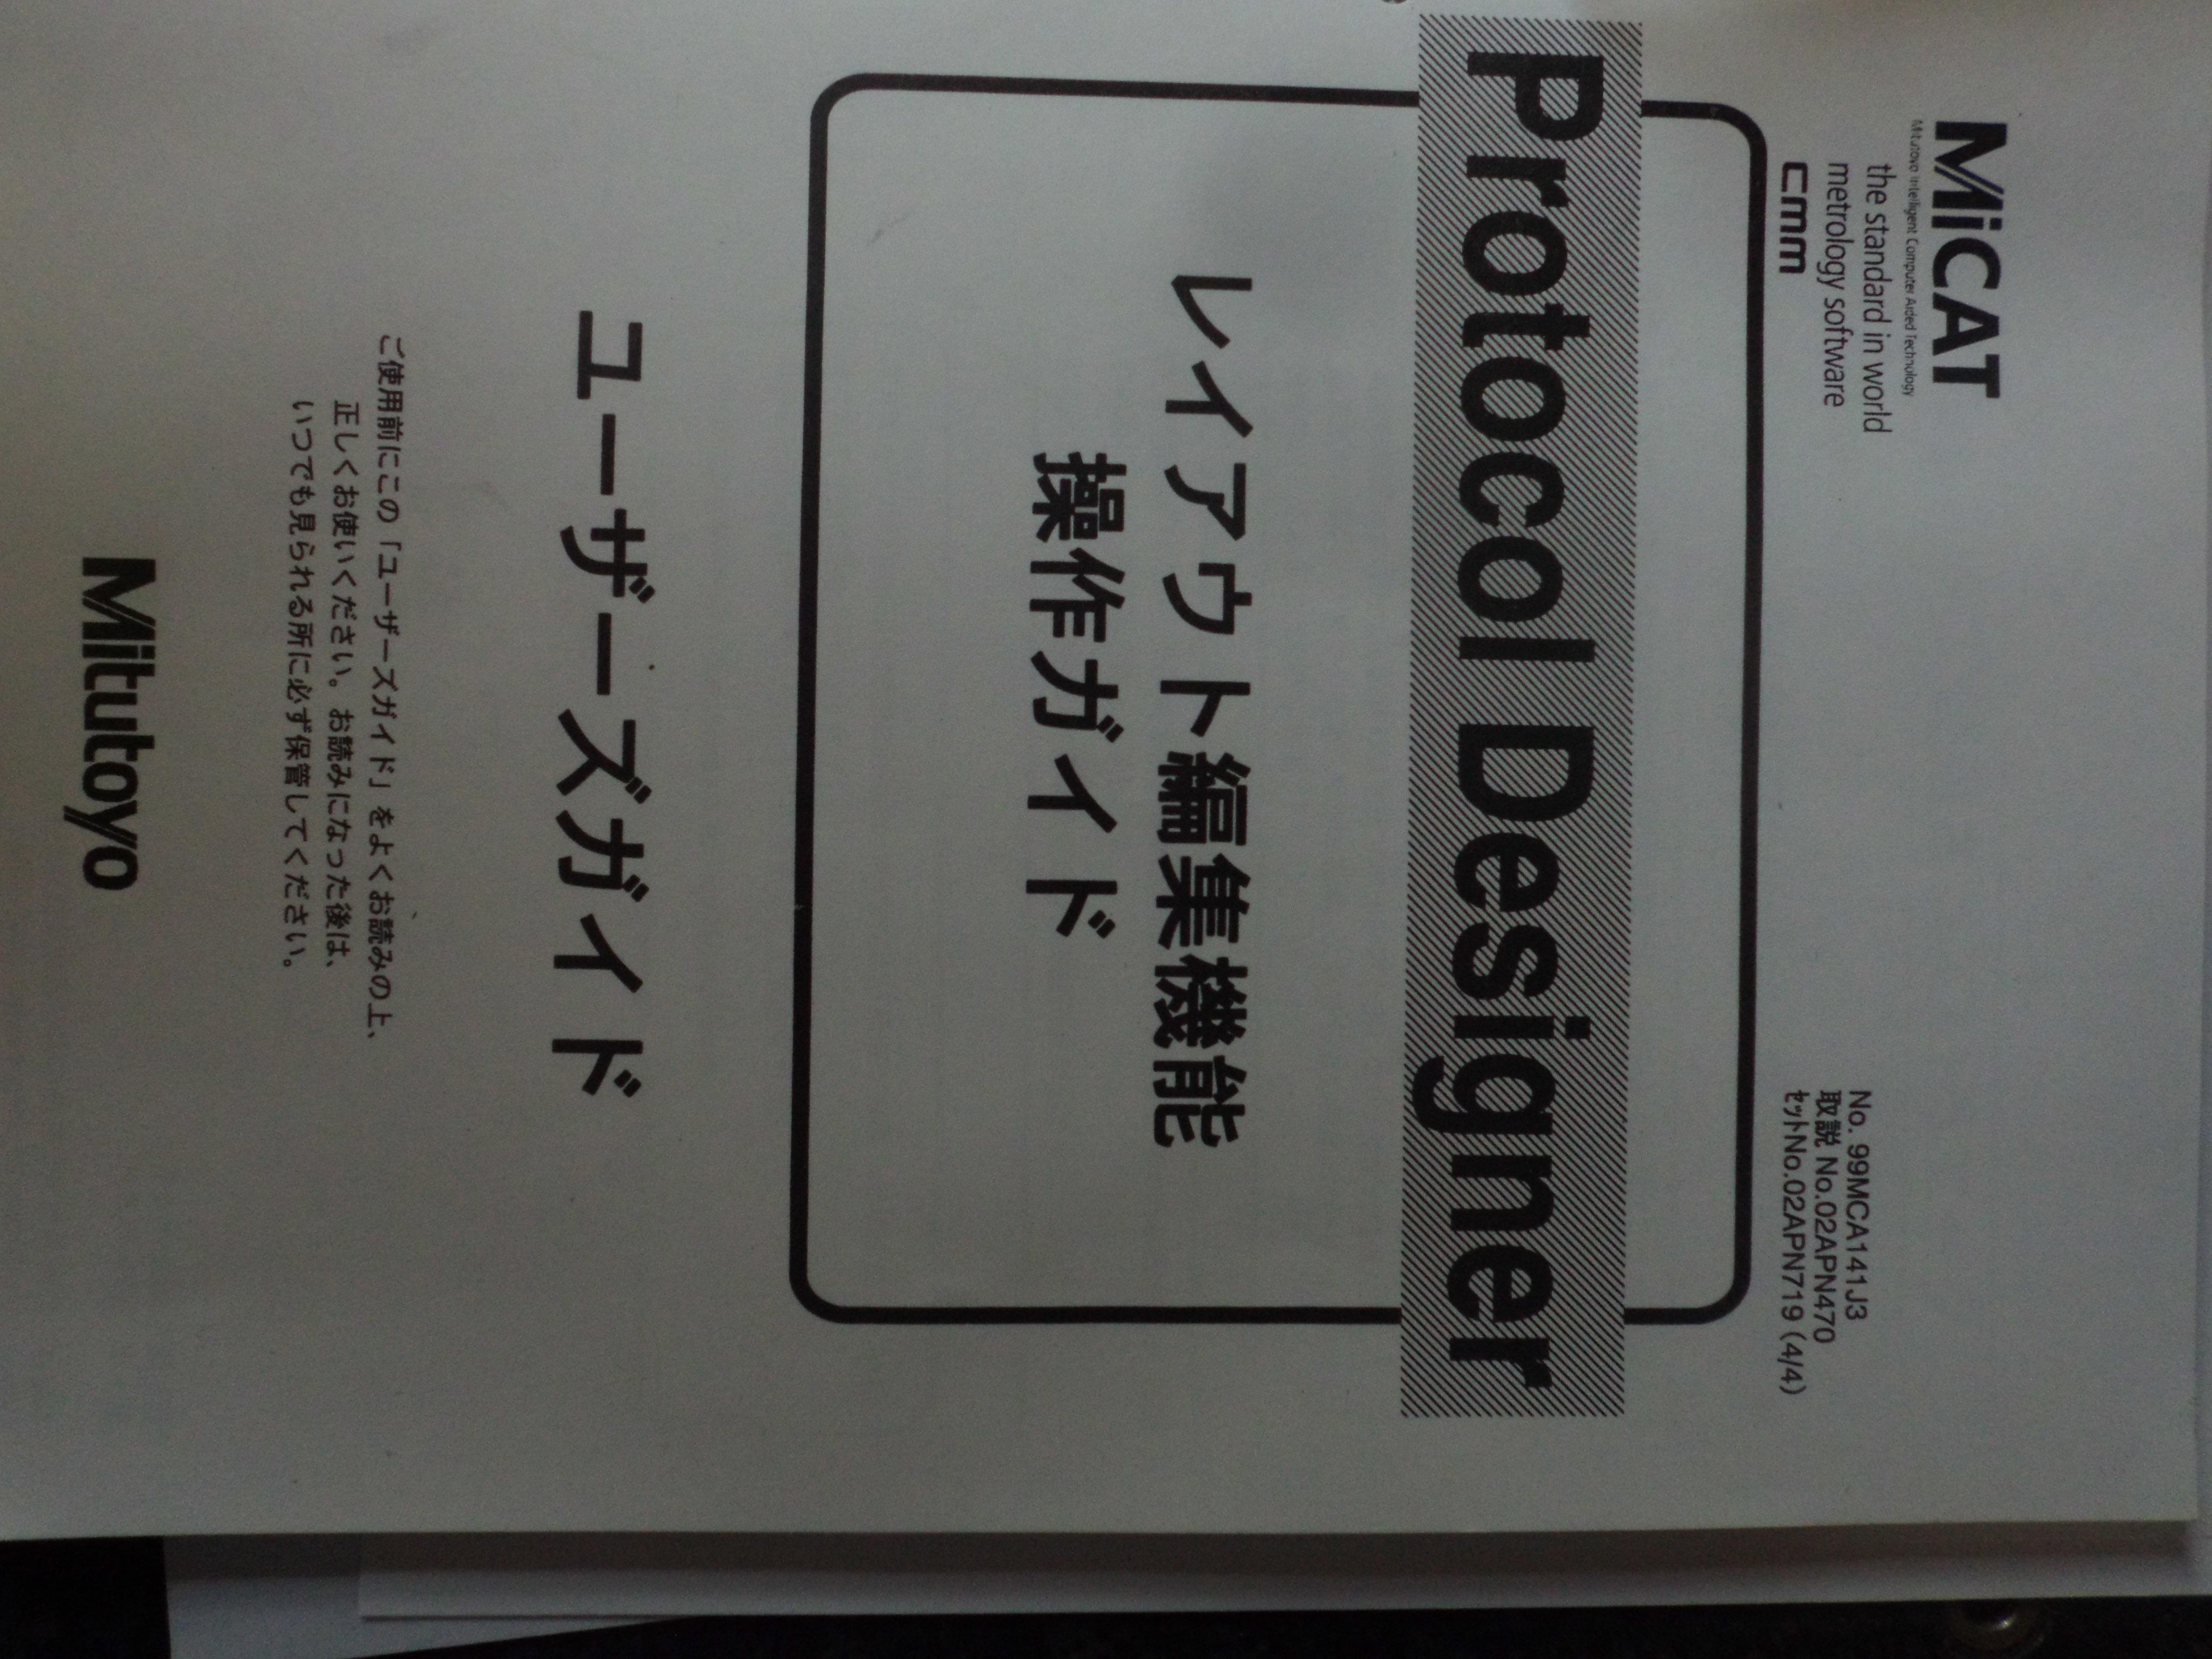 MiCAT
Mitutoyo Intelligent Computer Aided Technology
the standard in world
metrology software
cmm
No. 99MCA141J3
取説 No.02APN470
ｾｯﾄNo.02APN719 (4/4)
Protocol Designer
レイアウト編集機能
操作ガイド
ユーザーズガイド
ご使用前にこの「ユーザーズガイド」をよくお読みの上、
正しくお使いください。お読みになった後は、
いつでも見られる所に必ず保管してください。
Mitutoyo